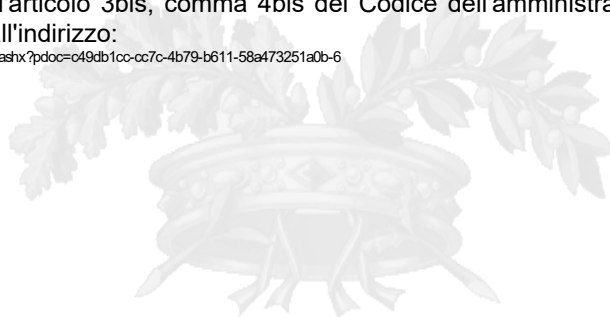 l'articolo 3bis, comma 4bis del Codice dell'amministra
ll'indirizzo:
ashx?pdoc=c49db1cc-cc7c-4b79-b611-58a473251a0b-6